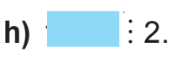 h) ⋮ 2.